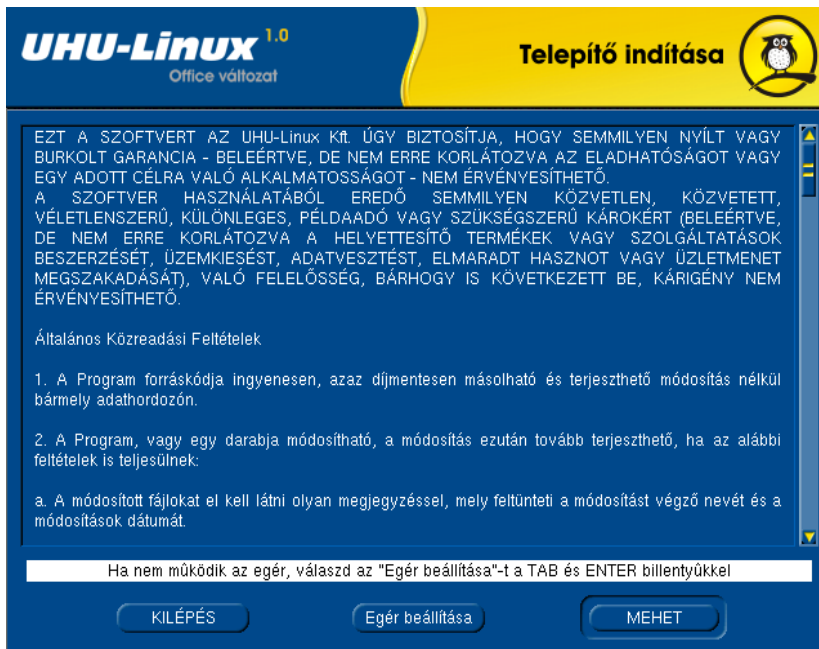 UHU-Linux 1.0
Office változat
Telepítő indítása
EZT A SZOFTVERT AZ UHU-Linux Kft. ÚGY BIZTOSÍTJA, HOGY SEMMILYEN NYÍLT VAGY
BURKOLT GARANCIA - BELEÉRTVE, DE NEM ERRE KORLÁTOZVA AZ ELADHATÓSÁGOT VAGY
EGY ADOTT CÉLRA VALÓ ALKALMATOSSÁGOT - NEM ÉRVÉNYESÍTHETŐ.
A SZOFTVER HASZNÁLATÁBÓL EREDŐ SEMMILYEN KÖZVETLEN, KÖZVETETT,
VÉLETLENSZERŰ, KÜLÖNLEGES, PÉLDAADÓ VAGY SZÜKSÉGSZERŰ KÁROKÉRT (BELEÉRTVE,
DE NEM ERRE KORLÁTOZVA A HELYETTESÍTŐ TERMÉKEK VAGY SZOLGÁLTATÁSOK
BESZERZÉSÉT, ÜZEMKIESÉST, ADATVESZTÉST, ELMARADT HASZNOT VAGY ÜZLETMENET
MEGSZAKADÁSÁT), VALÓ FELELŐSSÉG, BÁRHOGY IS KÖVETKEZETT BE, KÁRIGÉNY NEM
ÉRVÉNYESÍTHETŐ.
Általános Közreadási Feltételek
1. A Program forráskódja ingyenesen, azaz díjmentesen másolható és terjeszthető módosítás nélkül
bármely adathordozón.
2. A Program, vagy egy darabja módosítható, a módosítás ezután tovább terjeszthető, ha az alábbi
feltételek is teljesülnek:
a. A módosított fájlokat el kell látni olyan megjegyzéssel, mely feltünteti a módosítást végző nevét és a
módosítások dátumát.
Ha nem működik az egér, válaszd az "Egér beállítása"-t a TAB és ENTER billentyűkkel
KILÉPÉS
Egér beállítása
MEHET